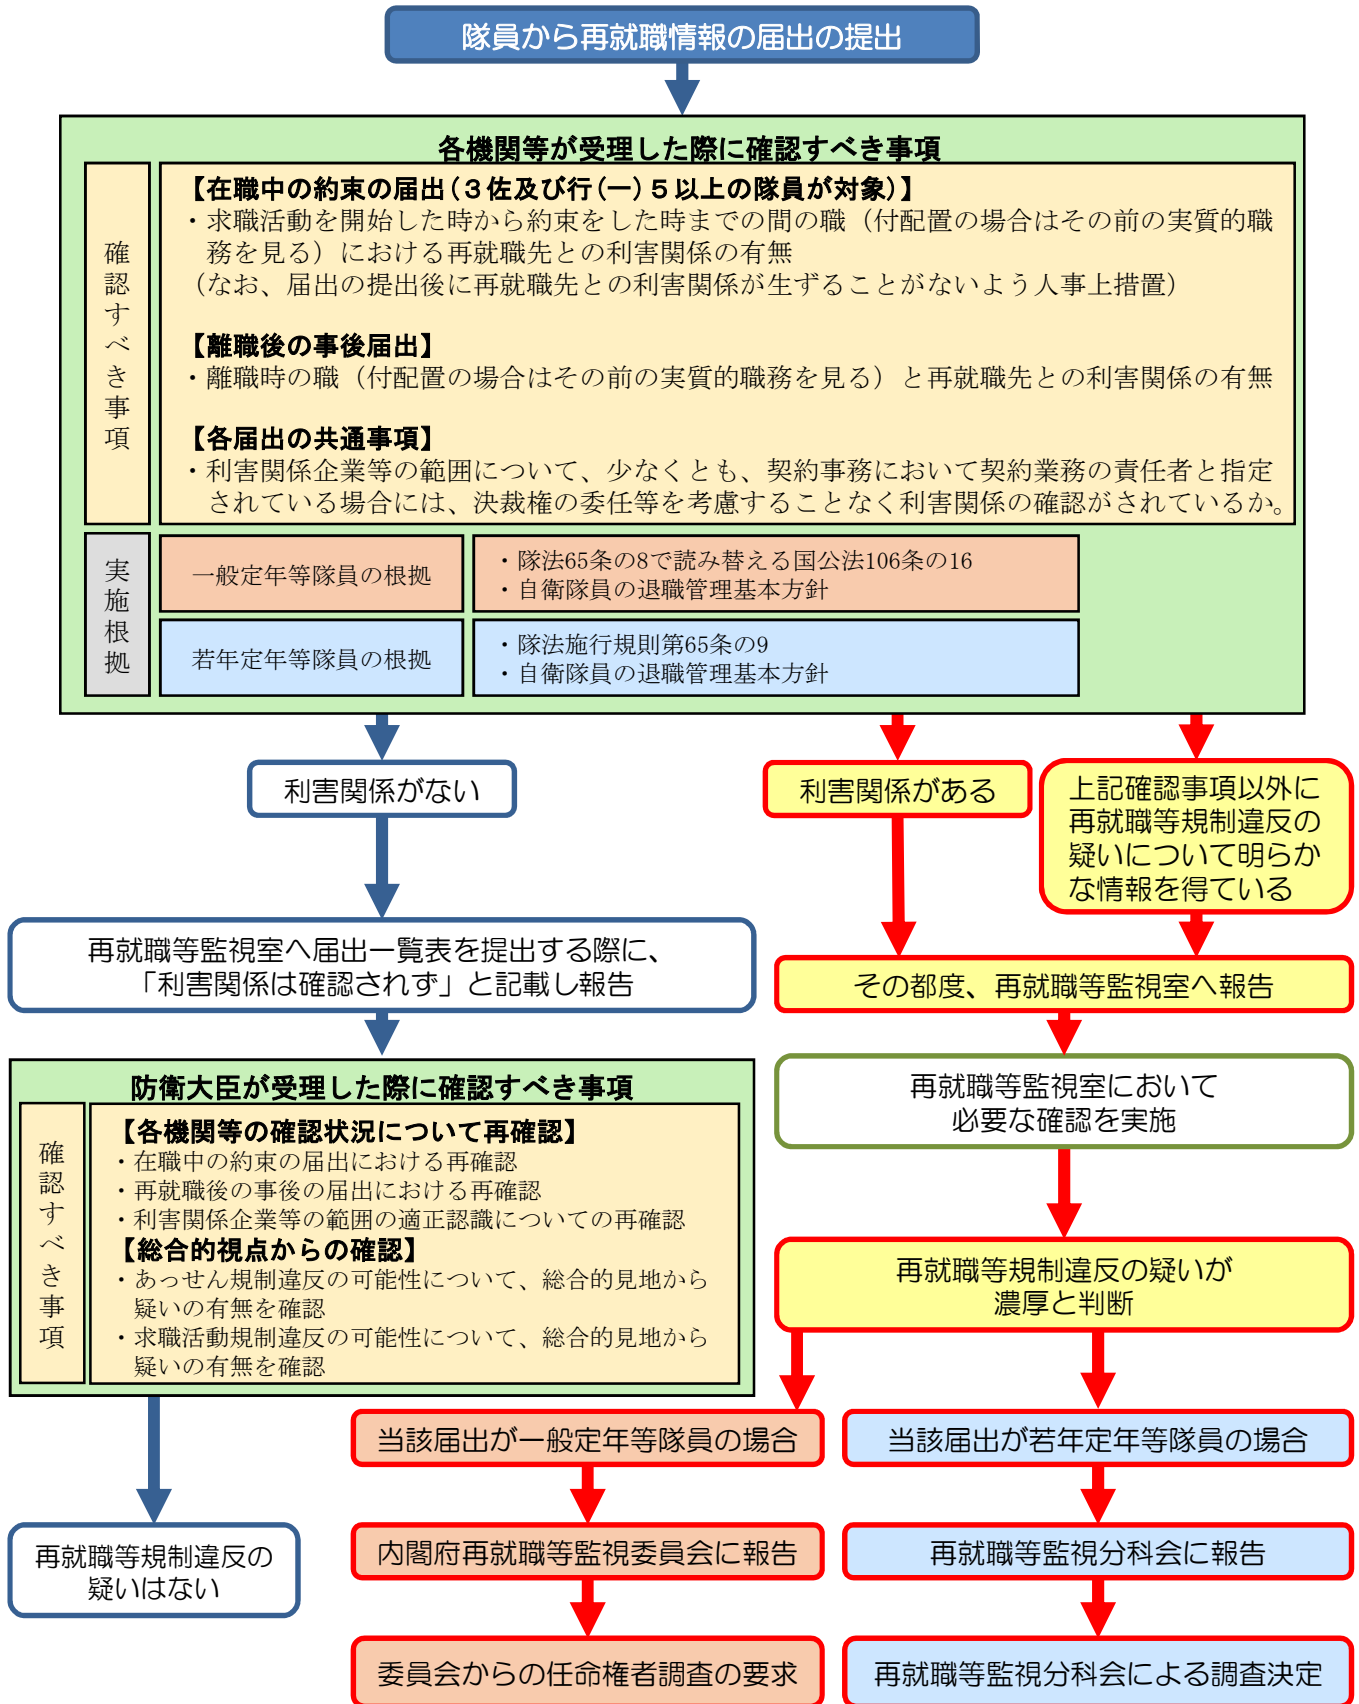 隊員から再就職情報の届出の提出
各機関等が受理した際に確認すべき事項
確認すべき事項
【在職中の約束の届出（３佐及び行（一）５以上の隊員が対象）】
・求職活動を開始した時から約束をした時までの間の職（付配置の場合はその前の実質的職
務を見る）における再就職先との利害関係の有無
（なお、届出の提出後に再就職先との利害関係が生ずることがないよう人事上措置）
【離職後の事後届出】
・離職時の職（付配置の場合はその前の実質的職務を見る）と再就職先との利害関係の有無
【各届出の共通事項】
・利害関係企業等の範囲について、少なくとも、契約事務において契約業務の責任者と指定
されている場合には、決裁権の委任等を考慮することなく利害関係の確認がされているか。
実施根拠
一般定年等隊員の根拠
・隊法65条の8で読み替える国公法106条の16
・自衛隊員の退職管理基本方針
若年定年等隊員の根拠
・隊法施行規則第65条の9
・自衛隊員の退職管理基本方針
利害関係がない
利害関係がある
上記確認事項以外に
再就職等規制違反の
疑いについて明らか
な情報を得ている
再就職等監視室へ届出一覧表を提出する際に、
「利害関係は確認されず」と記載し報告
その都度、再就職等監視室へ報告
再就職等監視室において
必要な確認を実施
防衛大臣が受理した際に確認すべき事項
確認すべき事項
【各機関等の確認状況について再確認】
・在職中の約束の届出における再確認
・再就職後の事後の届出における再確認
・利害関係企業等の範囲の適正認識についての再確認
【総合的視点からの確認】
・あっせん規制違反の可能性について、総合的見地から
疑いの有無を確認
・求職活動規制違反の可能性について、総合的見地から
疑いの有無を確認
再就職等規制違反の疑いが
濃厚と判断
当該届出が一般定年等隊員の場合
当該届出が若年定年等隊員の場合
再就職等規制違反の
疑いはない
内閣府再就職等監視委員会に報告
再就職等監視分科会に報告
委員会からの任命権者調査の要求
再就職等監視分科会による調査決定